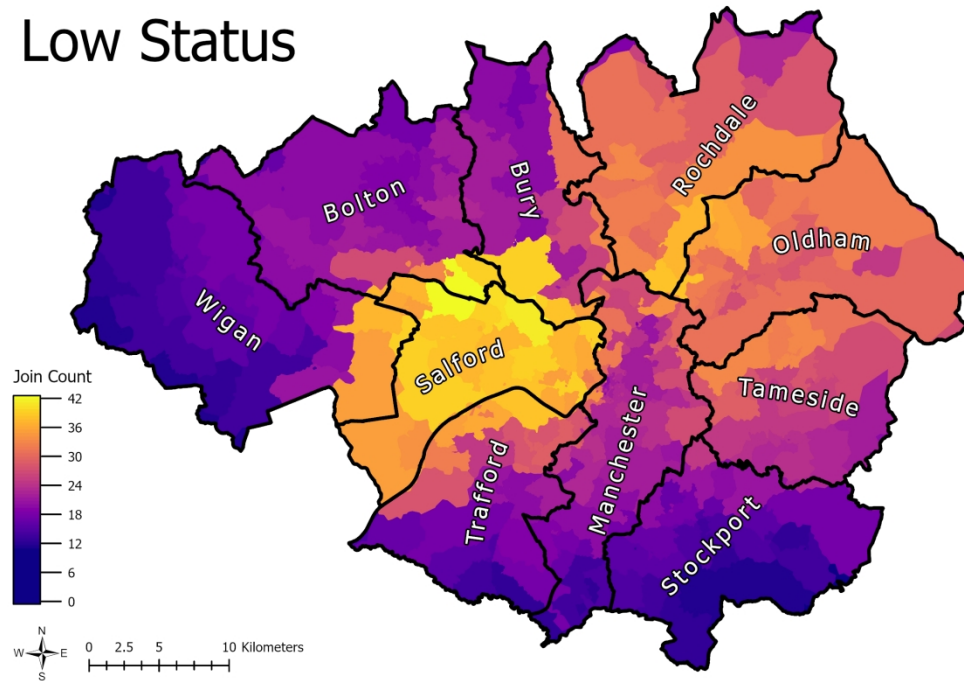 Low Status
Rochdale
Bury
Bolton
Oldham
Wigan
Salford
Tameside
Manchester
Trafford
Stockport
Join Count
42
36
30
24
18
12
6
0
N
W E
S
0 2.5 5 10 Kilometers